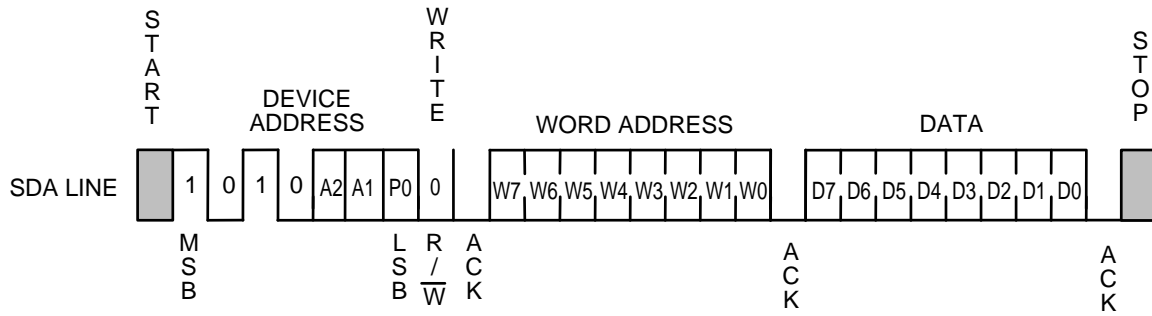 START
WRITE
STOP
DEVICE
ADDRESS
WORD ADDRESS
DATA
SDA LINE
1 0 1 0 A2 A1 P0 0 W7 W6 W5 W4 W3 W2 W1 W0 D7 D6 D5 D4 D3 D2 D1 D0
MSB
LSB
R/W
ACK
ACK
ACK